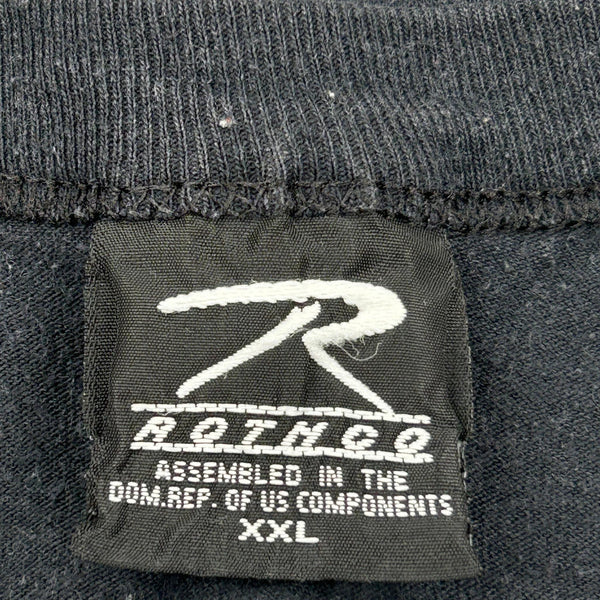 R
ROTHCO
ASSEMBLED IN THE
DOM.REP. OF US COMPONENTS
XXL